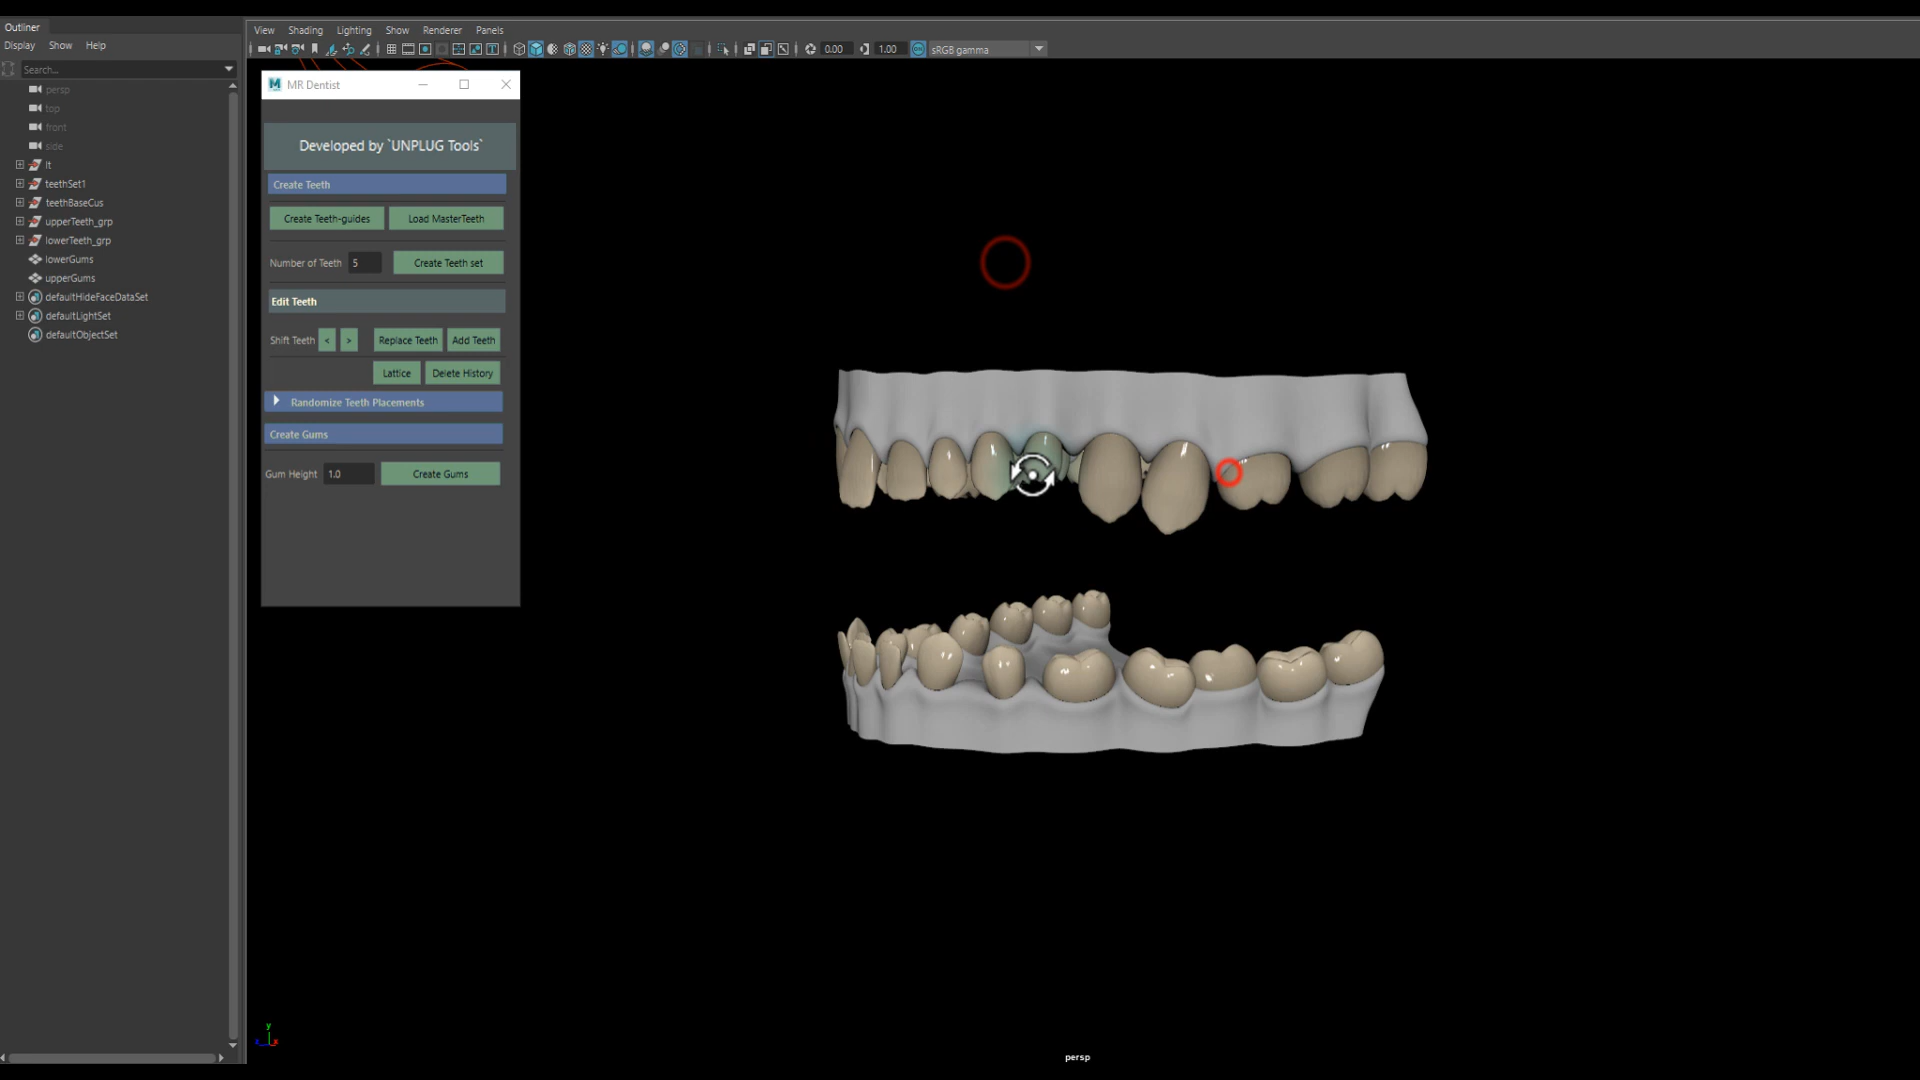 Outliner
Display Show Help
Search...
persp
top
front
side
lt
teethSet1
teethBaseCus
upperTeeth_grp
lowerTeeth_grp
lowerGums
upperGums
defaultHideFaceDataSet
defaultLightSet
defaultObjectSet
View Shading Lighting Show Renderer Panels
0.00 1.00 sRGB gamma
MR Dentist
Developed by `UNPLUG Tools`
Create Teeth
Create Teeth-guides Load MasterTeeth
Number of Teeth 5 Create Teeth set
Edit Teeth
Shift Teeth < > Replace Teeth Add Teeth
Lattice Delete History
Randomize Teeth Placements
Create Gums
Gum Height 1.0 Create Gums
y
z x
persp